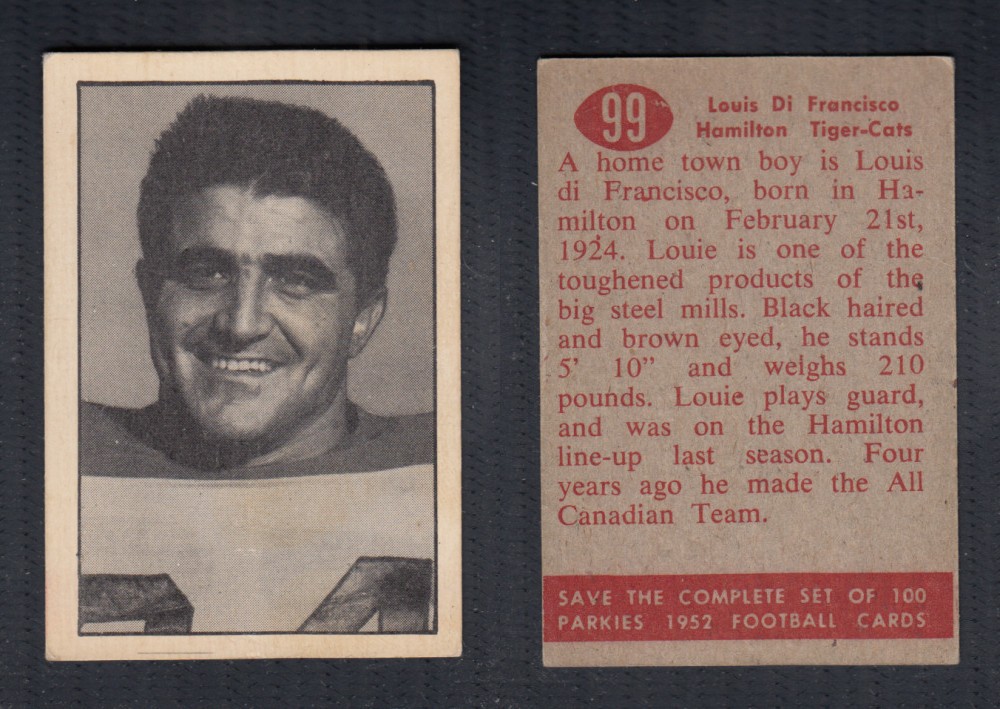 99
Louis Di Francisco
Hamilton Tiger-Cats
A home town boy is Louis
di Francisco, born in Ha-
milton on February 21st,
1924. Louie is one of the
toughened products of the
big steel mills. Black haired
and brown eyed, he stands
5' 10" and weighs 210
pounds. Louie plays guard,
and was on the Hamilton
line-up last season. Four
years ago he made the All
Canadian Team.
SAVE THE COMPLETE SET OF 100
PARKIES 1952 FOOTBALL CARDS